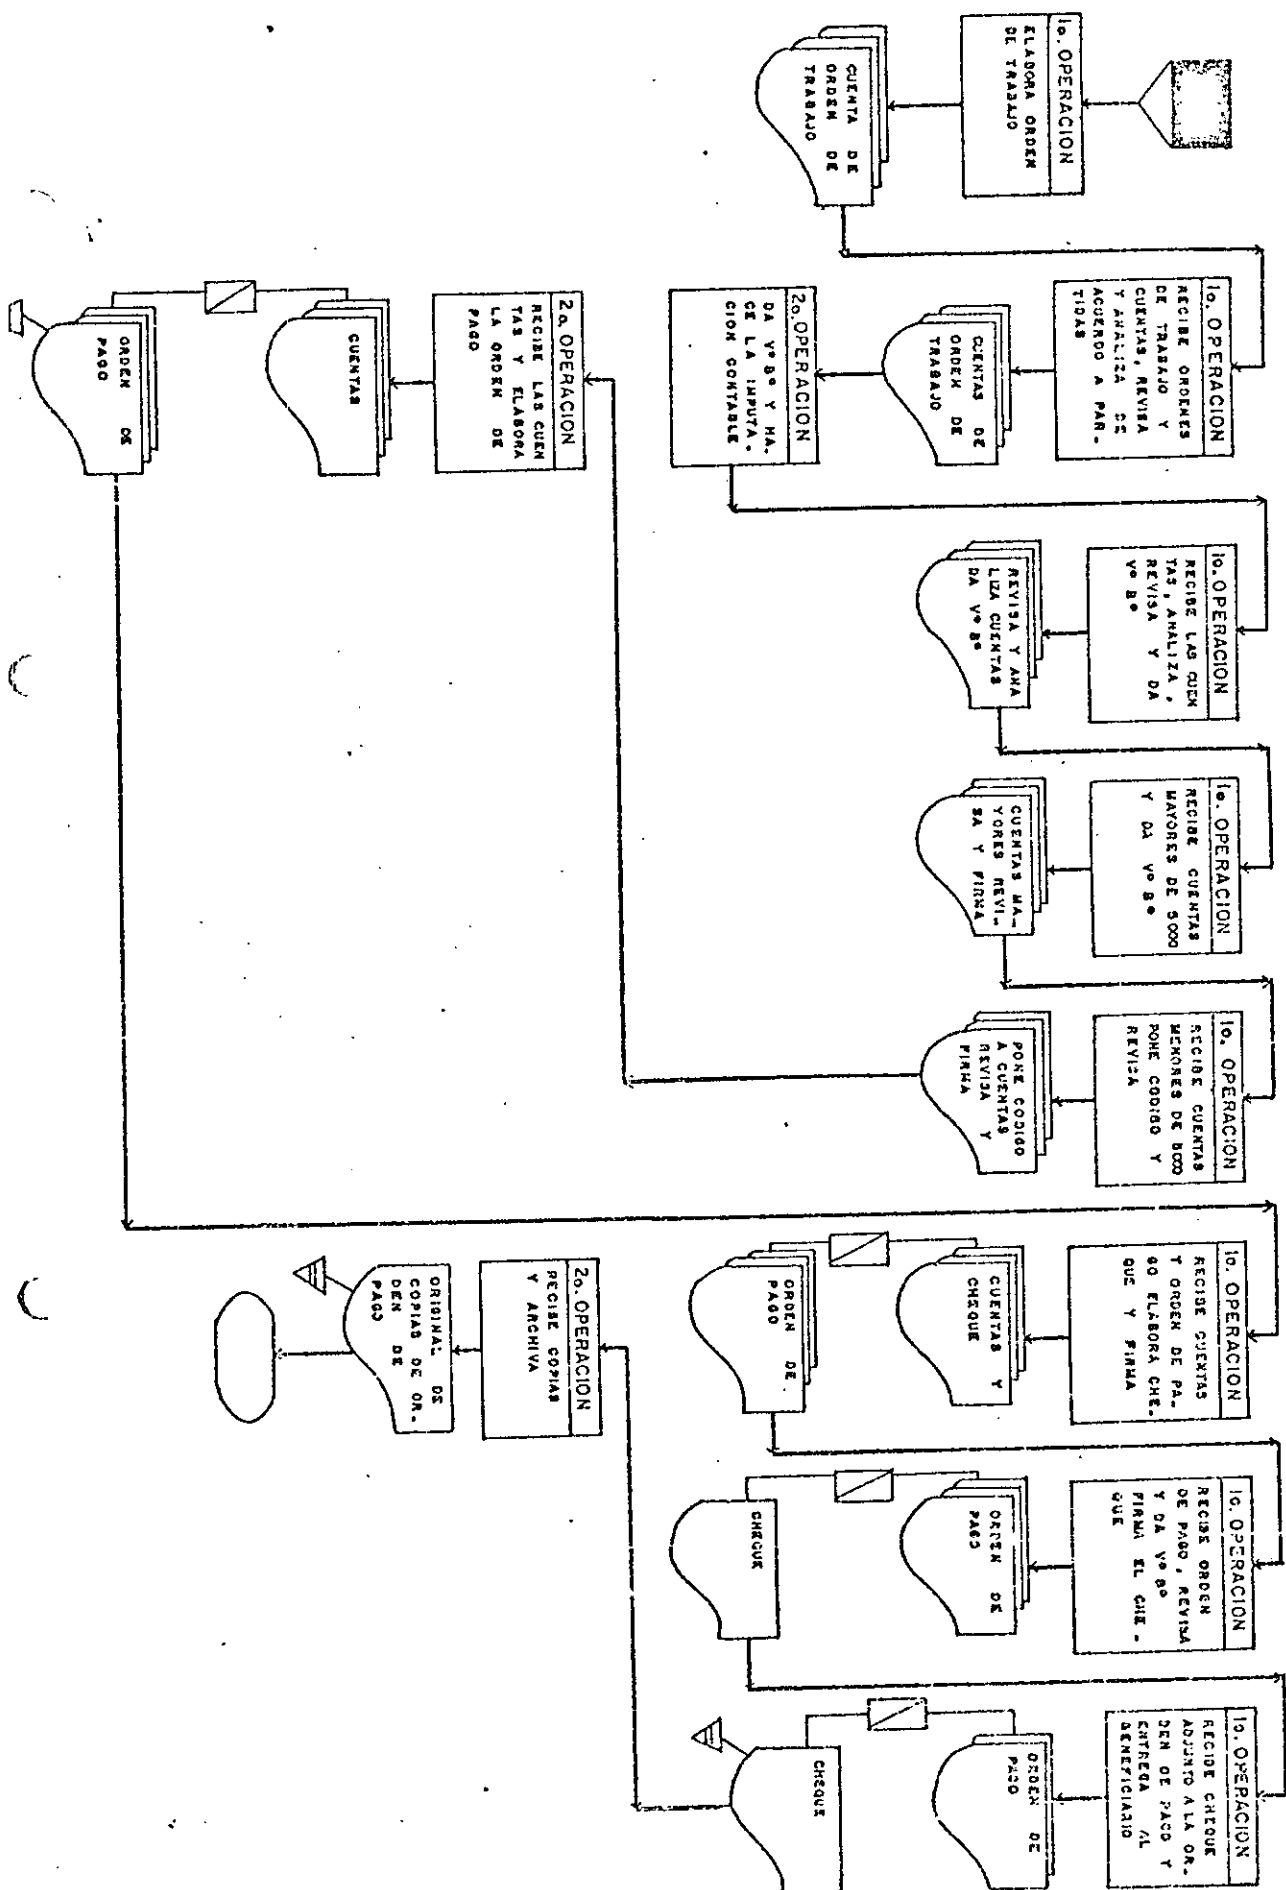 1o. OPERACION
ELABORA ORDEN
DE TRABAJO
CUENTA DE
ORDEN DE
TRABAJO
1o. OPERACION
RECIBE ORDENES
DE TRABAJO Y
CUENTAS, REVISA
Y ANALIZA DE
ACUERDO A PAR-
TIDAS
CUENTAS DE
ORDEN DE
TRABAJO
2o. OPERACION
DA Vº Bº Y HA-
CE LA IMPUTA-
CION CONTABLE
1o. OPERACION
RECIBE LAS CUEN
TAS, ANALIZA,
REVISA Y DA
Vº Bº
REVISA Y ANA
LIZA CUENTAS
DA Vº Bº
1o. OPERACION
RECIBE CUENTAS
MAYORES DE 5000
Y DA Vº Bº
CUENTAS MA-
YORES REVI-
SA Y FIRMA
1o. OPERACION
RECIBE CUENTAS
MENORES DE 5000
PONE CODIGO Y
REVISA
PONE CODIGO
A CUENTAS
REVISA Y
FIRMA
2o. OPERACION
RECIBE LAS CUEN
TAS Y ELABORA
LA ORDEN DE
PAGO
CUENTAS
ORDEN DE
PAGO
1o. OPERACION
RECIBE CUENTAS
Y ORDEN DE PA-
GO ELABORA CHE-
QUE Y FIRMA
CUENTAS Y
CHEQUE
ORDEN DE
PAGO
1o. OPERACION
RECIBE ORDEN
DE PAGO, REVISA
Y DA Vº Bº
FIRMA EL CHE-
QUE
ORDEN DE
PAGO
CHEQUE
1o. OPERACION
RECIBE CHEQUE
ADJUNTO A LA OR-
DEN DE PAGO Y
ENTREGA AL
BENEFICIARIO
ORDEN DE
PAGO
CHEQUE
2o. OPERACION
RECIBE COPIAS
Y ARCHIVA
ORIGINAL DE
COPIAS DE OR-
DEN DE
PAGO